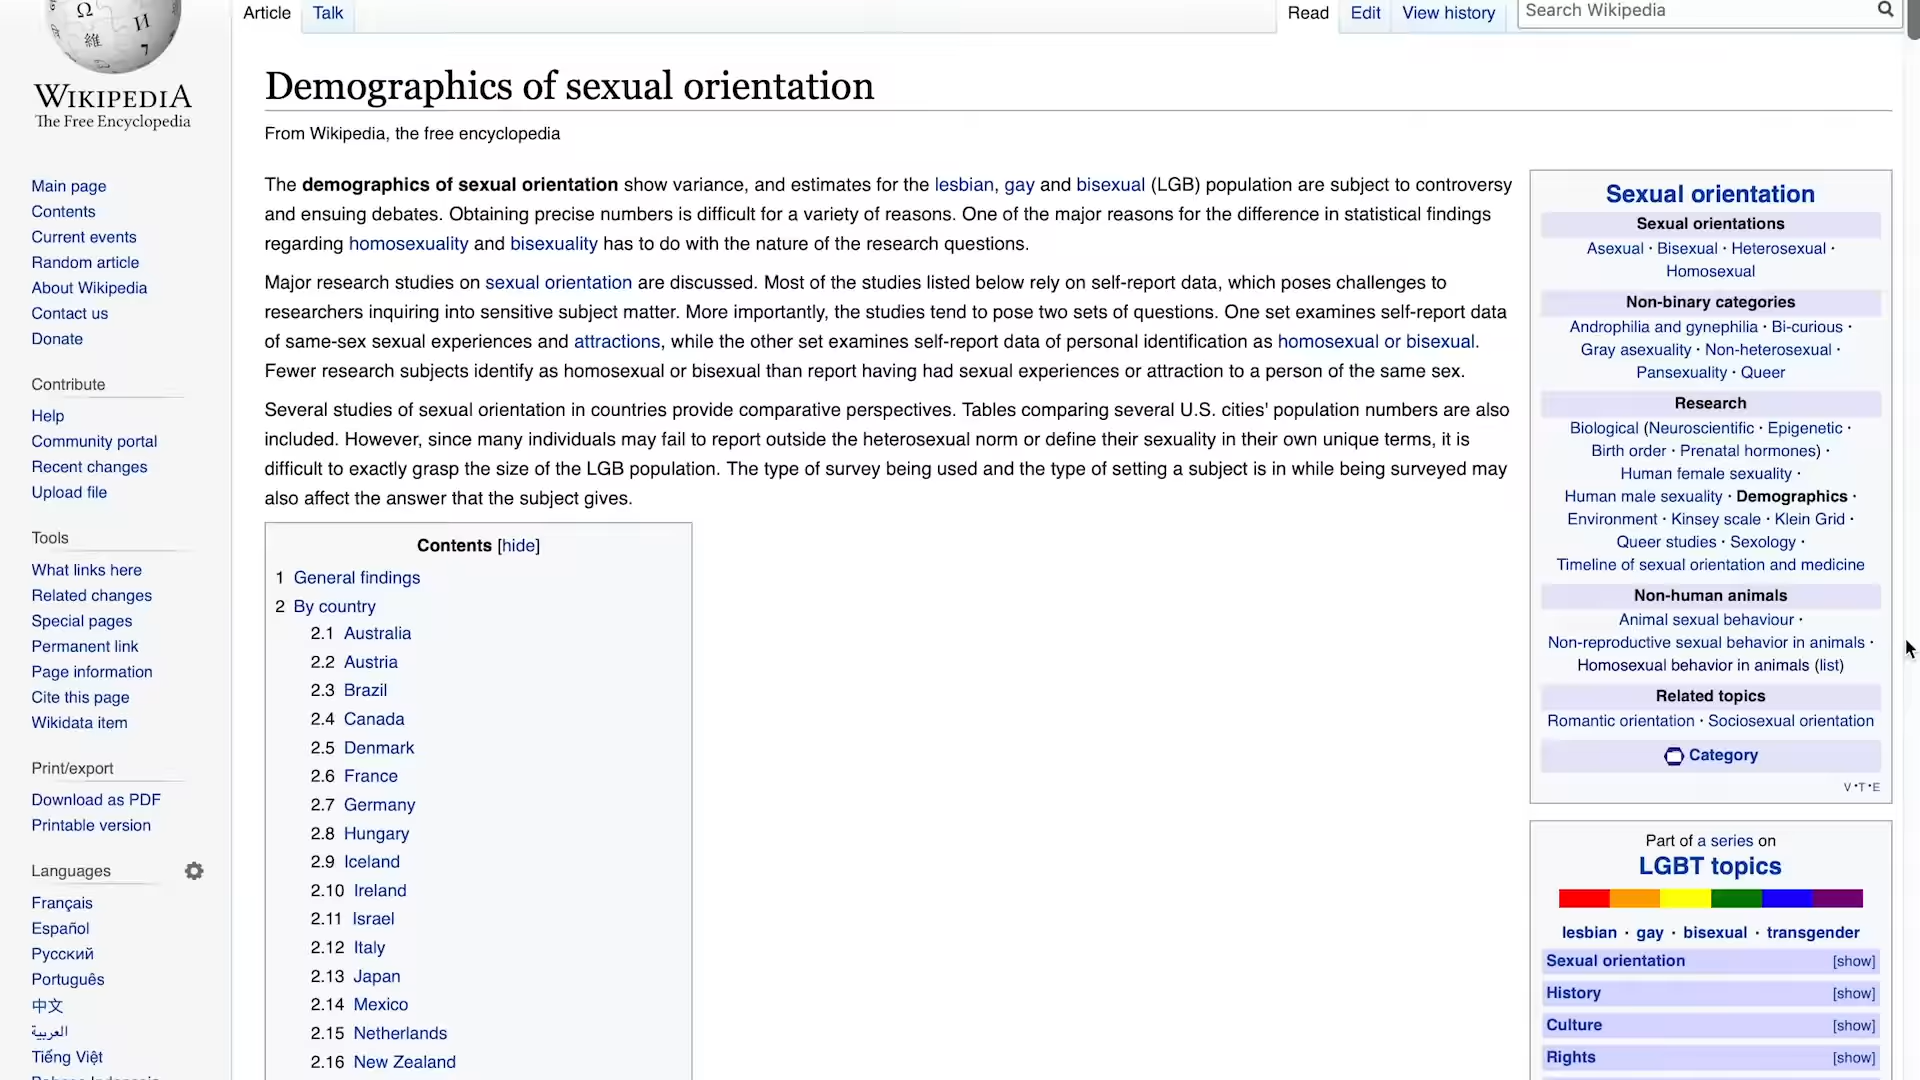 Ω
И
維
7
WIKIPEDIA
The Free Encyclopedia
Main page
Contents
Current events
Random article
About Wikipedia
Contact us
Donate
Contribute
Help
Community portal
Recent changes
Upload file
Tools
What links here
Related changes
Special pages
Permanent link
Page information
Cite this page
Wikidata item
Print/export
Download as PDF
Printable version
Languages
Français
Español
Русский
Português
中文
العربية
Tiếng Việt
Article
Talk
Read
Edit
View history
Search Wikipedia
Demographics of sexual orientation
From Wikipedia, the free encyclopedia
The demographics of sexual orientation show variance, and estimates for the lesbian, gay and bisexual (LGB) population are subject to controversy
and ensuing debates. Obtaining precise numbers is difficult for a variety of reasons. One of the major reasons for the difference in statistical findings
regarding homosexuality and bisexuality has to do with the nature of the research questions.
Major research studies on sexual orientation are discussed. Most of the studies listed below rely on self-report data, which poses challenges to
researchers inquiring into sensitive subject matter. More importantly, the studies tend to pose two sets of questions. One set examines self-report data
of same-sex sexual experiences and attractions, while the other set examines self-report data of personal identification as homosexual or bisexual.
Fewer research subjects identify as homosexual or bisexual than report having had sexual experiences or attraction to a person of the same sex.
Several studies of sexual orientation in countries provide comparative perspectives. Tables comparing several U.S. cities' population numbers are also
included. However, since many individuals may fail to report outside the heterosexual norm or define their sexuality in their own unique terms, it is
difficult to exactly grasp the size of the LGB population. The type of survey being used and the type of setting a subject is in while being surveyed may
also affect the answer that the subject gives.
Contents [hide]
1 General findings
2 By country
2.1 Australia
2.2 Austria
2.3 Brazil
2.4 Canada
2.5 Denmark
2.6 France
2.7 Germany
2.8 Hungary
2.9 Iceland
2.10 Ireland
2.11 Israel
2.12 Italy
2.13 Japan
2.14 Mexico
2.15 Netherlands
2.16 New Zealand
Sexual orientation
Sexual orientations
Asexual · Bisexual · Heterosexual ·
Homosexual
Non-binary categories
Androphilia and gynephilia · Bi-curious ·
Gray asexuality · Non-heterosexual ·
Pansexuality · Queer
Research
Biological (Neuroscientific · Epigenetic ·
Birth order · Prenatal hormones) ·
Human female sexuality ·
Human male sexuality · Demographics ·
Environment · Kinsey scale · Klein Grid ·
Queer studies · Sexology ·
Timeline of sexual orientation and medicine
Non-human animals
Animal sexual behaviour ·
Non-reproductive sexual behavior in animals ·
Homosexual behavior in animals (list)
Related topics
Romantic orientation · Sociosexual orientation
Category
V·T·E
Part of a series on
LGBT topics
lesbian · gay · bisexual · transgender
Sexual orientation [show]
History [show]
Culture [show]
Rights [show]